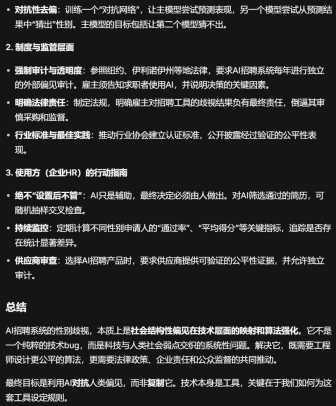 • 对抗性去偏：训练一个“对抗网络”，让主模型尝试预测表现，另一个模型尝试从预测结
果中“猜出”性别。主模型的目标包括让第二个模型猜不出。
2. 制度与监管层面
• 强制审计与透明度：参照纽约、伊利诺伊州等地法律，要求AI招聘系统每年进行独立
的外部偏见审计。雇主须告知求职者使用AI，并说明决策的关键因素。
• 明确法律责任：制定法规，明确雇主对招聘工具的歧视结果负有最终责任，倒逼其审
慎采购和监督。
• 行业标准与最佳实践：推动行业协会建立认证标准，公开披露经过验证的公平性表
现。
3. 使用方（企业HR）的行动指南
• 绝不“设置后不管”：AI只是辅助，最终决定必须由人做出。对AI筛选通过的简历，可
随机抽样交叉检查。
• 持续监控：定期计算不同性别申请人的“通过率”、“平均得分”等关键指标，追踪是否存
在统计显著差异。
• 供应商审查：选择AI招聘产品时，要求供应商提供可验证的公平性证据，并允许独立
审计。
总结
AI招聘系统的性别歧视，本质上是社会结构性偏见在技术层面的映射和算法强化。它不是
一个纯粹的技术bug，而是科技与人类社会弱点交织的系统性问题。解决它，既需要工程
师设计更公平的算法，更需要法律政策、企业责任和公众监督的共同推动。
最终目标是利用AI对抗人类偏见，而非复制它。技术本身是工具，关键在于我们如何为这
套工具设定规则。